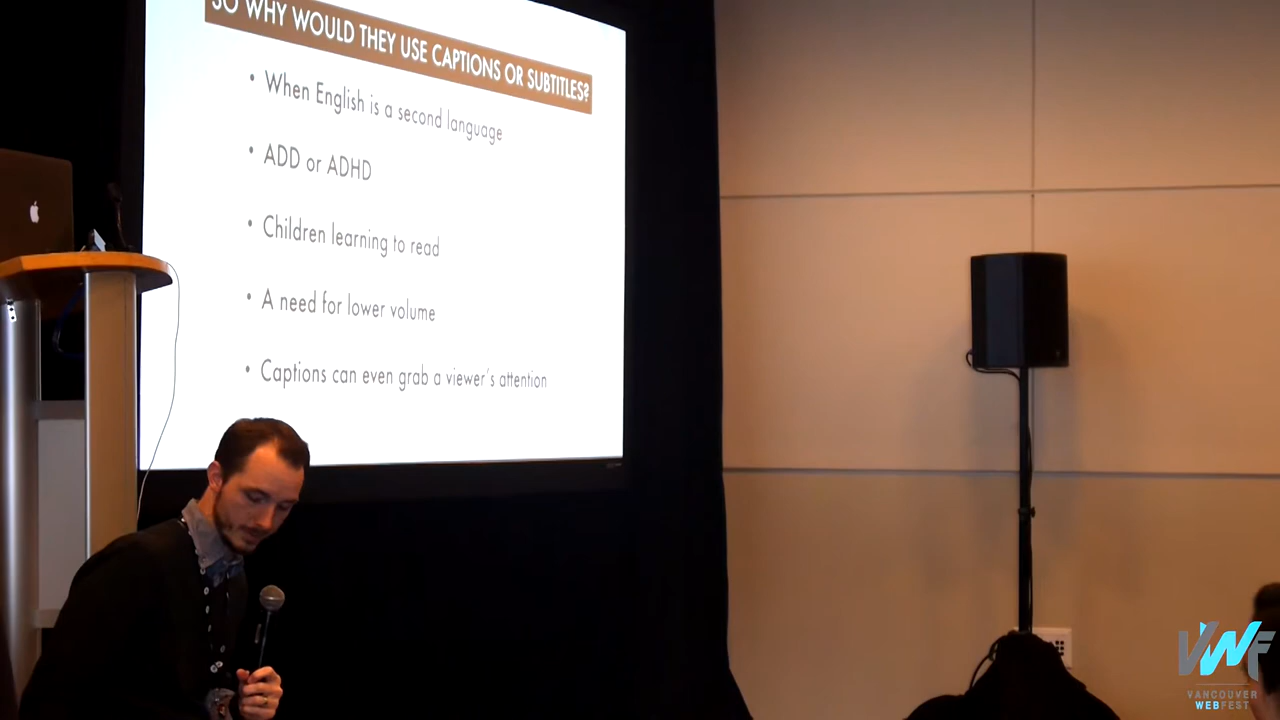 SO WHY WOULD THEY USE CAPTIONS OR SUBTITLES?
• When English is a second language
• ADD or ADHD
• Children learning to read
• A need for lower volume
• Captions can even grab a viewer's attention
VWF
VANCOUVER
WEBFEST